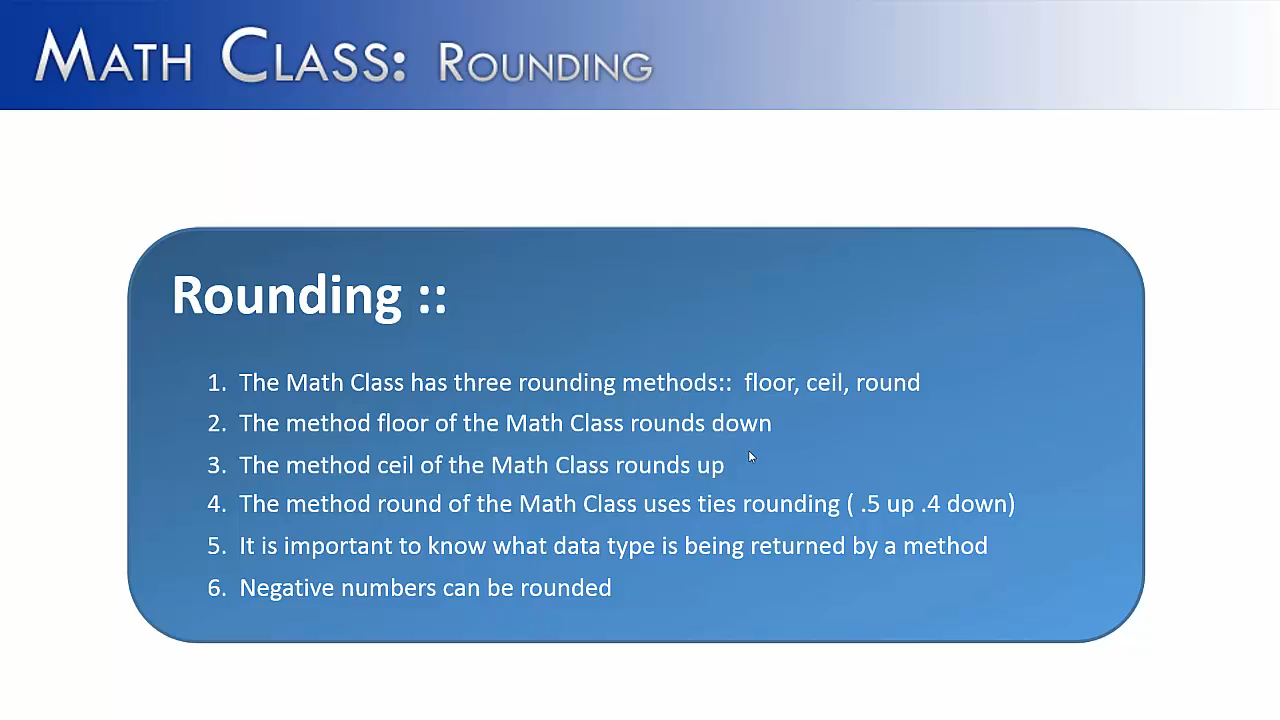 Math Class: Rounding
Rounding ::
1. The Math Class has three rounding methods:: floor, ceil, round
2. The method floor of the Math Class rounds down
3. The method ceil of the Math Class rounds up
4. The method round of the Math Class uses ties rounding ( .5 up .4 down)
5. It is important to know what data type is being returned by a method
6. Negative numbers can be rounded